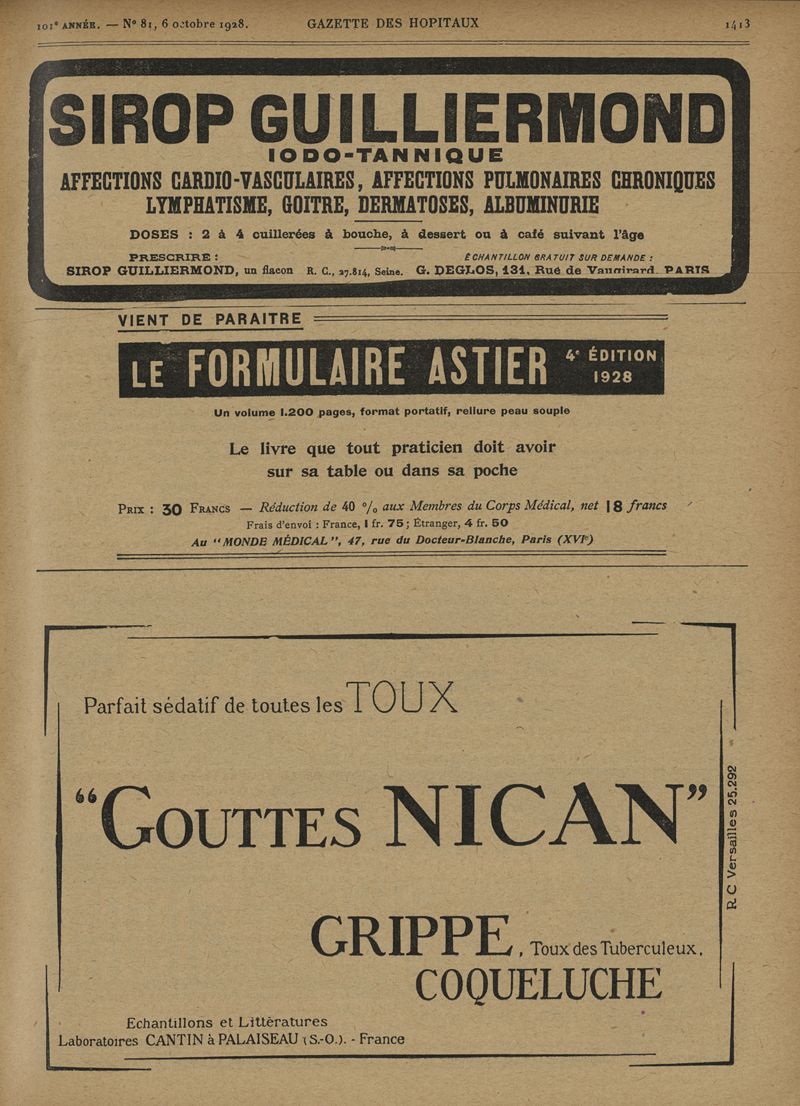 101e ANNÉE. — N° 81, 6 octobre 1928. GAZETTE DES HOPITAUX 1413
SIROP GUILLIERMOND
IODO-TANNIQUE
AFFECTIONS CARDIO-VASCULAIRES, AFFECTIONS PULMONAIRES CHRONIQUES
LYMPHATISME, GOITRE, DERMATOSES, ALBUMINURIE
DOSES : 2 à 4 cuillerées à bouche, à dessert ou à café suivant l'âge
PRESCRIRE : ÉCHANTILLON GRATUIT SUR DEMANDE :
SIROP GUILLIERMOND, un flacon R. C., 27.814, Seine. G. DEGLOS, 131, Rue de Vaugirard, PARIS
VIENT DE PARAITRE
LE FORMULAIRE ASTIER 4e ÉDITION 1928
Un volume 1.200 pages, format portatif, reliure peau souple
Le livre que tout praticien doit avoir
sur sa table ou dans sa poche
PRIX : 30 FRANCS — Réduction de 40 % aux Membres du Corps Médical, net 18 francs
Frais d'envoi : France, 1 fr. 75 ; Étranger, 4 fr. 50
Au "MONDE MÉDICAL", 47, rue du Docteur-Blanche, Paris (XVIe)
Parfait sédatif de toutes les TOUX
"GOUTTES NICAN"
GRIPPE, Toux des Tuberculeux,
COQUELUCHE
Echantillons et Littératures
Laboratoires CANTIN à PALAISEAU (S.-O.). - France
R.C Versailles 25.292